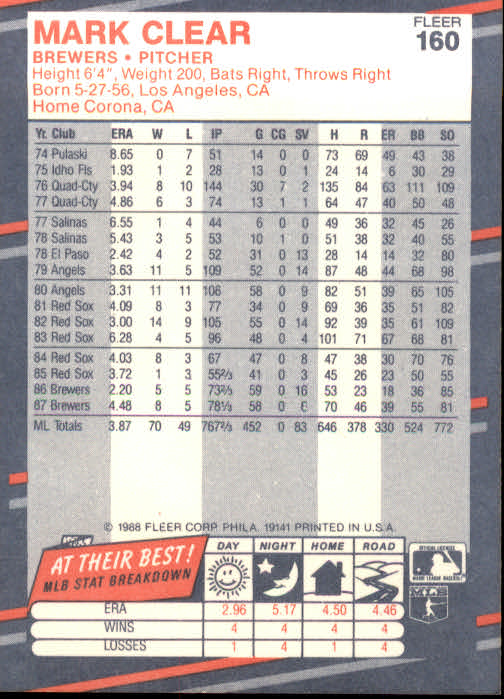 MARK CLEAR
FLEER
160
BREWERS • PITCHER
Height 6'4", Weight 200, Bats Right, Throws Right
Born 5-27-56, Los Angeles, CA
Home Corona, CA
Yr. Club ERA W L IP G CG SV H R ER BB SO
74 Pulaski 8.65 0 7 51 14 0 0 73 69 49 43 38
75 Idho Fls 1.93 1 2 28 13 0 1 24 14 6 30 29
76 Quad-Cty 3.94 8 10 144 30 7 2 135 84 63 111 109
77 Quad-Cty 4.86 6 3 74 13 1 1 64 47 40 50 48
77 Salinas 6.55 1 4 44 6 0 0 49 36 32 45 26
78 Salinas 5.43 3 5 53 10 1 0 51 38 32 40 55
78 El Paso 2.42 4 2 52 31 0 13 28 14 14 32 80
79 Angels 3.63 11 5 109 52 0 14 87 48 44 68 98
80 Angels 3.31 11 11 106 58 0 9 82 51 39 65 105
81 Red Sox 4.09 8 3 77 34 0 9 69 36 35 51 82
82 Red Sox 3.00 14 9 105 55 0 14 92 39 35 61 109
83 Red Sox 6.28 4 5 96 48 0 4 101 71 67 68 81
84 Red Sox 4.03 8 3 67 47 0 8 47 38 30 70 76
85 Red Sox 3.72 1 3 55 2/3 41 0 3 45 26 23 50 55
86 Brewers 2.20 5 5 73 2/3 59 0 16 53 23 18 36 85
87 Brewers 4.48 8 5 78 1/3 58 0 6 70 46 39 55 81
ML Totals 3.87 70 49 767 2/3 452 0 83 646 378 330 524 772
© 1988 FLEER CORP. PHILA. 19141 PRINTED IN U.S.A.
AT THEIR BEST!
MLB STAT BREAKDOWN
DAY NIGHT HOME ROAD
ERA 2.96 5.17 4.50 4.46
WINS 4 4 4 4
LOSSES 1 4 1 4
OFFICIAL LICENSEE
MAJOR LEAGUE BASEBALL